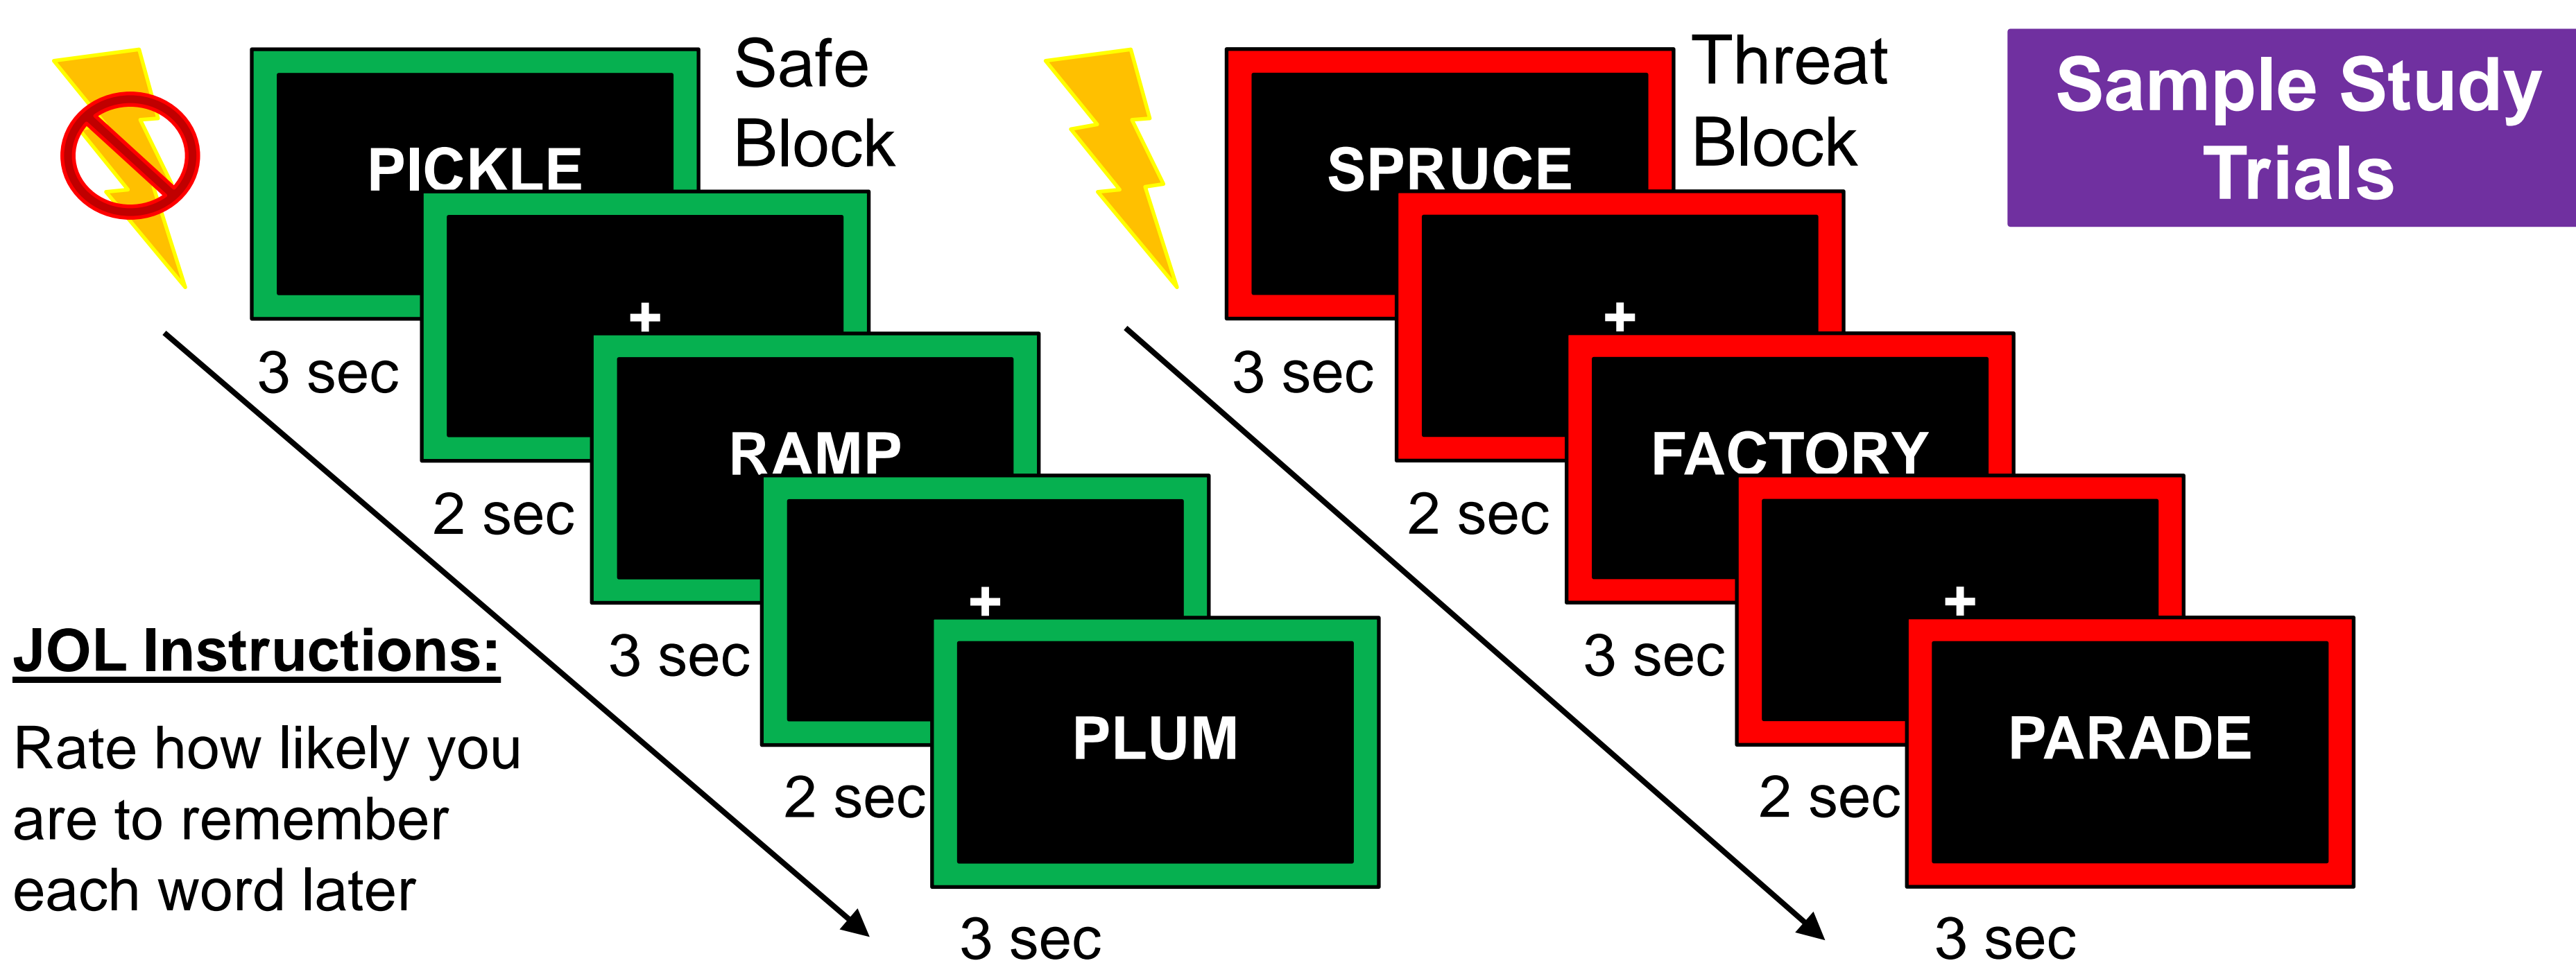 Safe
Block
PICKLE
+
RAMP
+
PLUM
3 sec
2 sec
3 sec
2 sec
3 sec
Threat
Block
SPRUCE
+
FACTORY
+
PARADE
3 sec
2 sec
3 sec
2 sec
3 sec
Sample Study
Trials
JOL Instructions:
Rate how likely you
are to remember
each word later